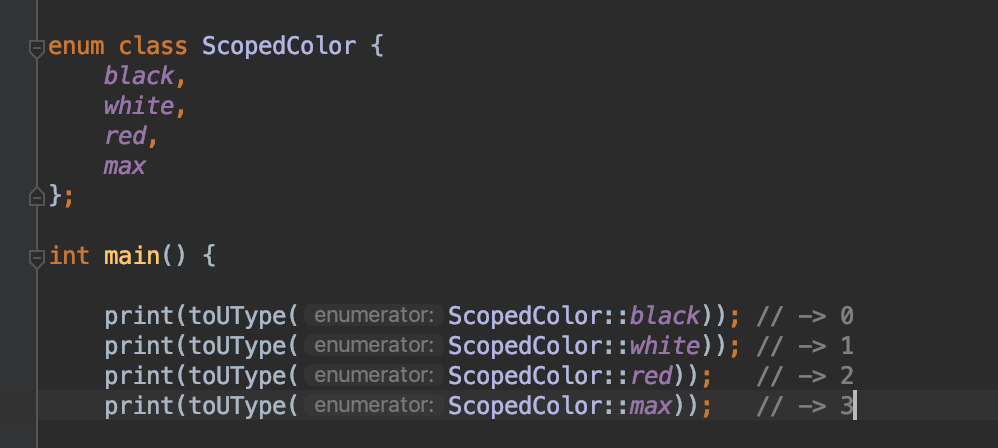 enum class ScopedColor {
    black,
    white,
    red,
    max
};
int main() {
    print(toUType( enumerator: ScopedColor::black)); // —> 0
    print(toUType( enumerator: ScopedColor::white)); // —> 1
    print(toUType( enumerator: ScopedColor::red));   // —> 2
    print(toUType( enumerator: ScopedColor::max));   // —> 3